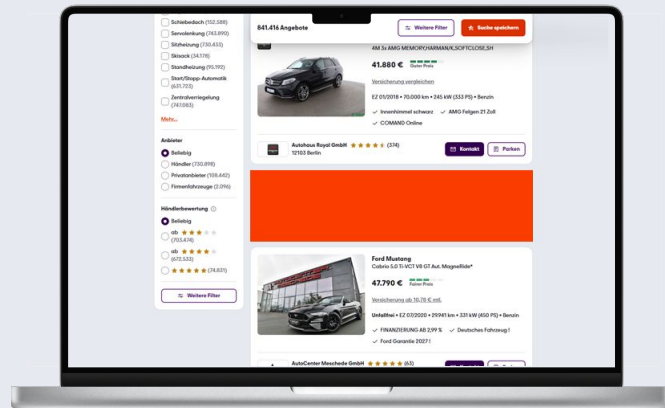 Schiebedach (152.588)
Servolenkung (743.890)
Sitzheizung (730.433)
Skisack (34.178)
Standheizung (95.192)
Start/Stopp-Automatik
(631.723)
Zentralverriegelung
(747.083)
Mehr...
Anbieter
Beliebig
Händler (730.898)
Privatanbieter (108.442)
Firmenfahrzeuge (2.096)
Händlerbewertung
Beliebig
ab
(703.474)
ab
(672.533)
(74.831)
Weitere Filter
841.416 Angebote
Weitere Filter
Suche speichern
4M 3x AMG MEMORY,HARMAN/K,SOFTCLOSE,SH
41.880 €
Guter Preis
Versicherung vergleichen
EZ 01/2018 • 70.000 km • 245 kW (333 PS) • Benzin
Innenhimmel schwarz
AMG Felgen 21 Zoll
COMAND Online
Autohaus Royal GmbH
(374)
12103 Berlin
Kontakt
Parken
Ford Mustang
Cabrio 5.0 Ti-VCT V8 GT Aut. MagneRide*
47.790 €
Fairer Preis
Versicherung ab 10,78 € mtl.
Unfallfrei • EZ 07/2020 • 29.941 km • 331 kW (450 PS) • Benzin
FINANZIERUNG AB 2,99 %
Deutsches Fahrzeug !
Ford Garantie 2027 !
AutoCenter Meschede GmbH
(63)